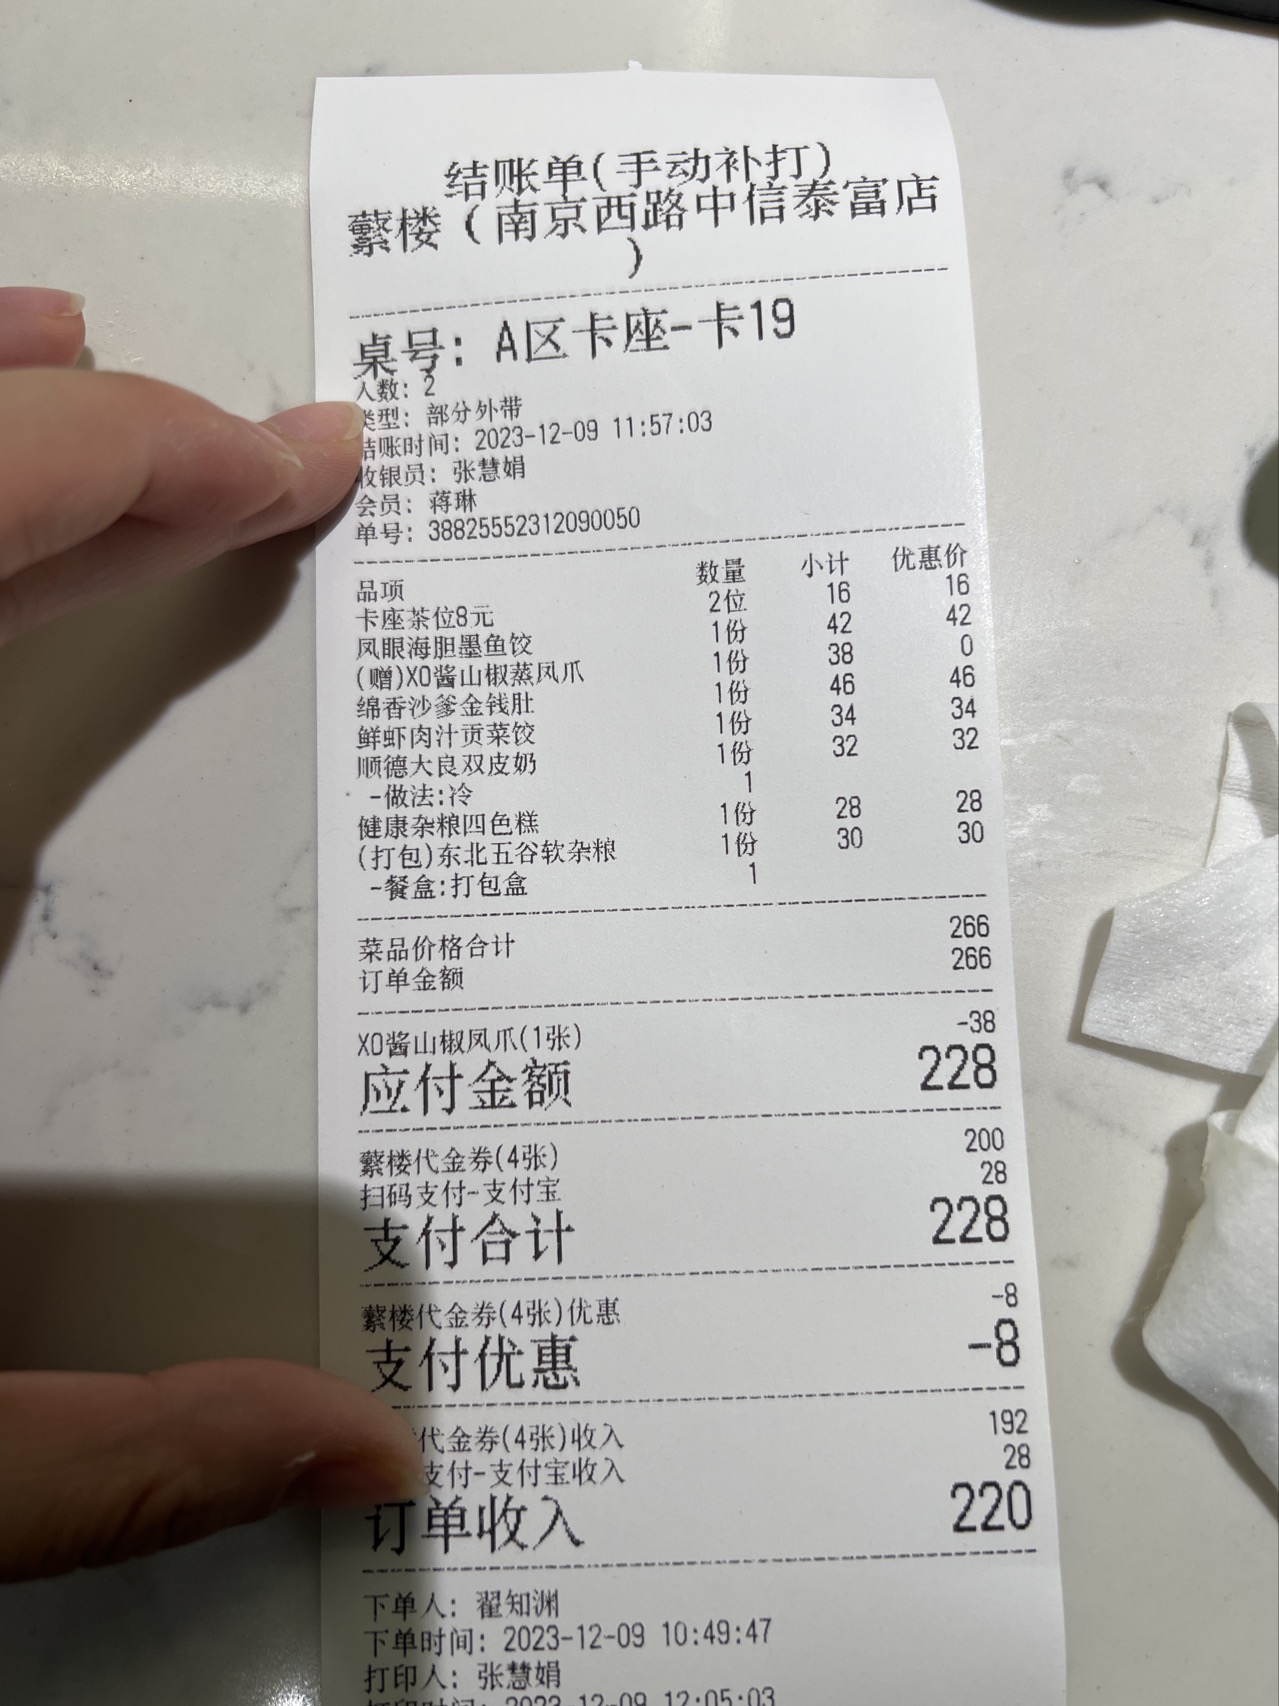 结账单(手动补打)
蘩楼（南京西路中信泰富店
）
桌号: A区卡座-卡19
人数: 2
类型: 部分外带
结账时间: 2023-12-09 11:57:03
收银员: 张慧娟
会员: 蒋琳
单号: 38825552312090050
品项 数量 小计 优惠价
卡座茶位8元 2位 16 16
凤眼海胆墨鱼饺 1份 42 42
(赠)XO酱山椒蒸凤爪 1份 38 0
绵香沙爹金钱肚 1份 46 46
鲜虾肉汁贡菜饺 1份 34 34
顺德大良双皮奶 1份 32 32
-做法:冷 1
健康杂粮四色糕 1份 28 28
(打包)东北五谷软杂粮 1份 30 30
-餐盒:打包盒 1
菜品价格合计 266
订单金额 266
XO酱山椒凤爪(1张) -38
应付金额 228
蘩楼代金券(4张) 200
扫码支付-支付宝 28
支付合计 228
蘩楼代金券(4张)优惠 -8
支付优惠 -8
代金券(4张)收入 192
支付-支付宝收入 28
订单收入 220
下单人: 翟知渊
下单时间: 2023-12-09 10:49:47
打印人: 张慧娟
打印时间: 2023-12-09 12:05:03